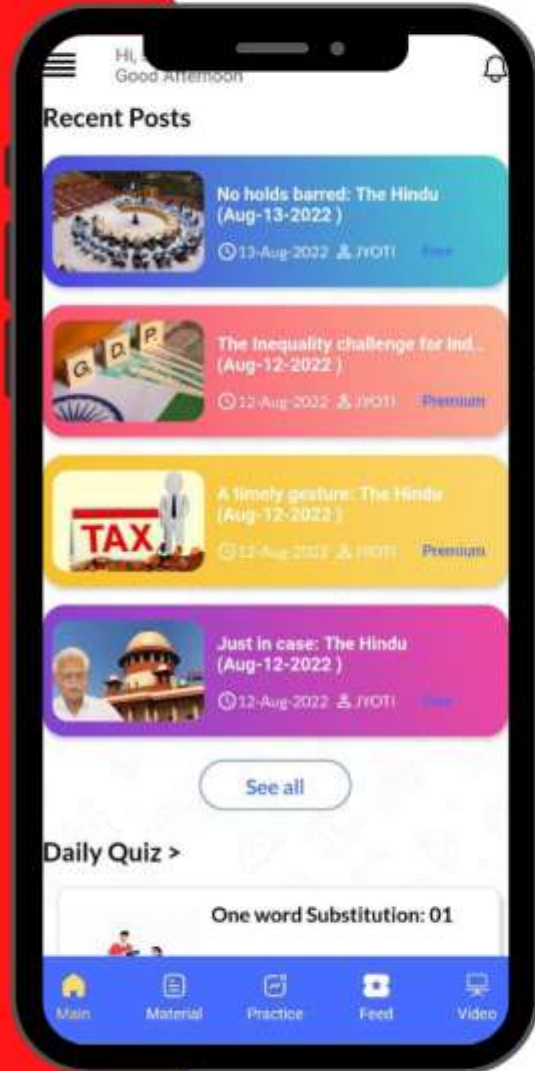 Hi,
Good Afternoon
Recent Posts
No holds barred: The Hindu
(Aug-13-2022 )
13-Aug-2022 JYOTI Free
G D P
The Inequality challenge for Ind..
(Aug-12-2022 )
12-Aug-2022 JYOTI Premium
TAX
A timely gesture: The Hindu
(Aug-12-2022 )
12-Aug-2022 JYOTI Premium
Just in case: The Hindu
(Aug-12-2022 )
12-Aug-2022 JYOTI Free
See all
Daily Quiz >
One word Substitution: 01
Main Material Practice Feed Video